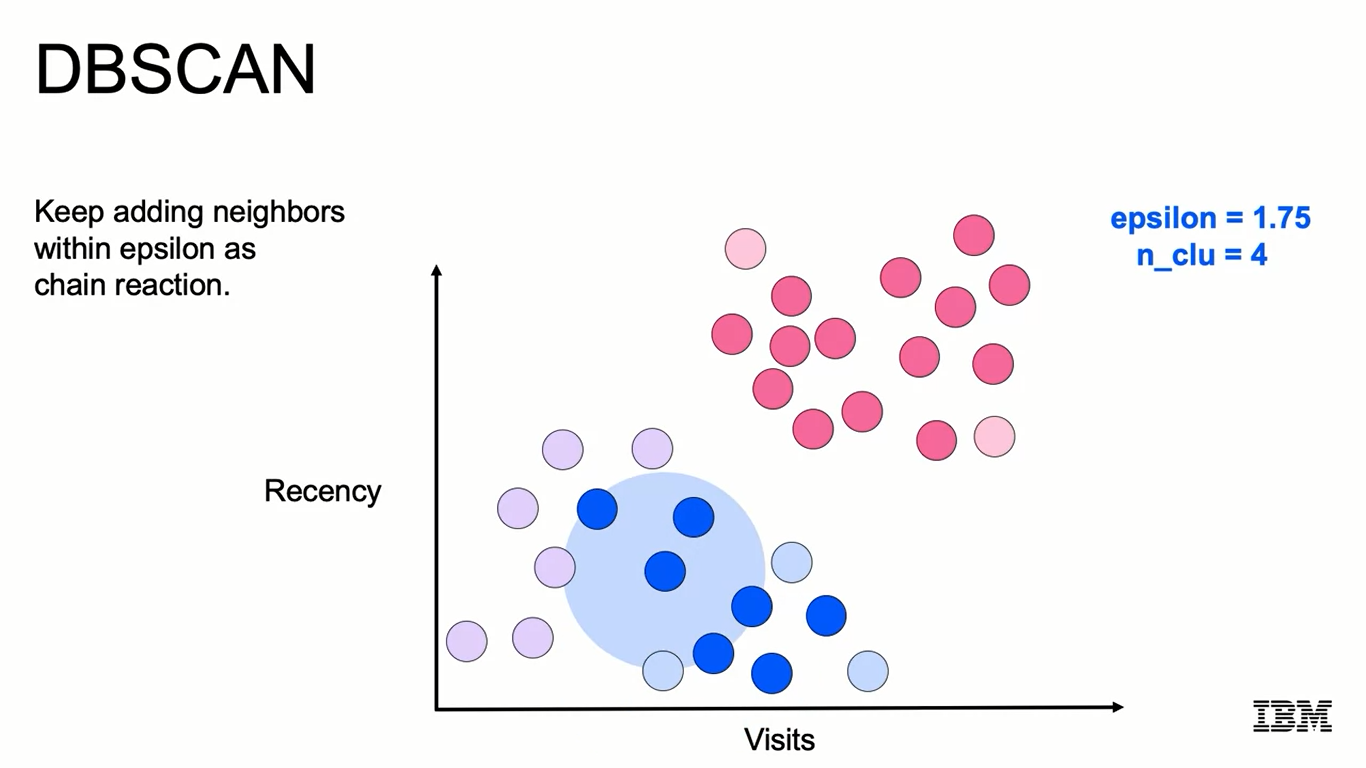 DBSCAN
Keep adding neighbors
within epsilon as
chain reaction.
epsilon = 1.75
n_clu = 4
Recency
Visits
IBM